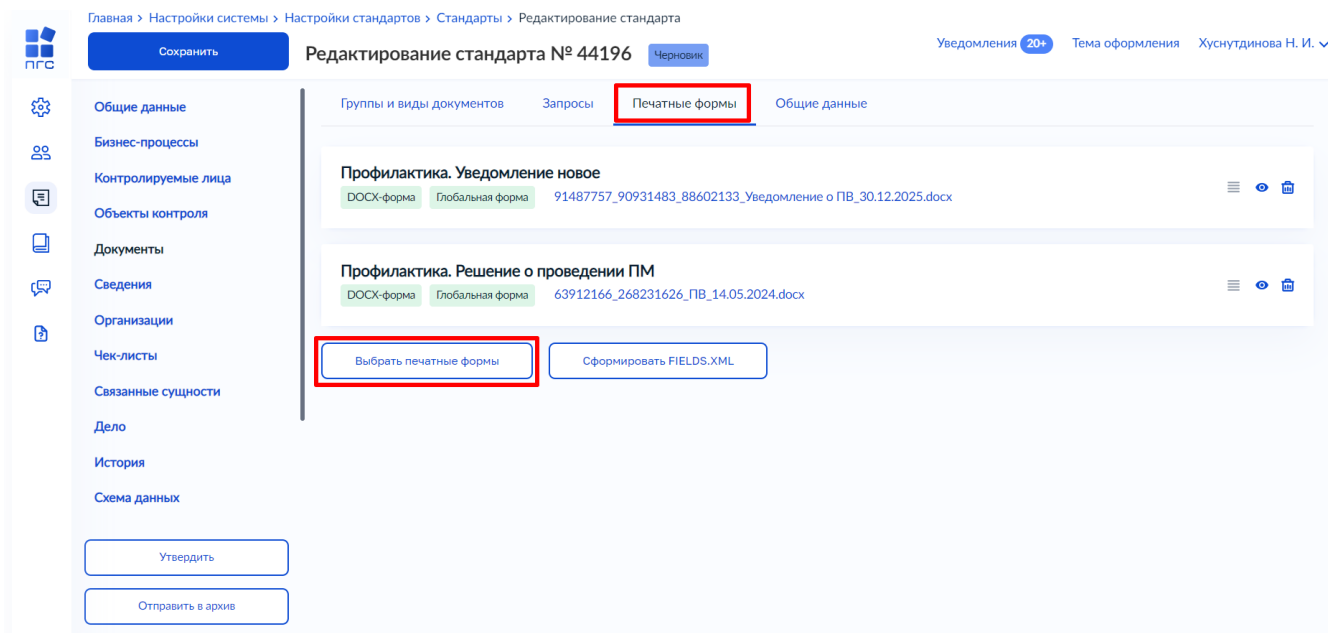 Главная > Настройки системы > Настройки стандартов > Стандарты > Редактирование стандарта
пгс
Сохранить
Редактирование стандарта № 44196
Черновик
Уведомления 20+
Тема оформления
Хуснутдинова Н. И.
Общие данные
Бизнес-процессы
Контролируемые лица
Объекты контроля
Документы
Сведения
Организации
Чек-листы
Связанные сущности
Дело
История
Схема данных
Утвердить
Отправить в архив
Группы и виды документов
Запросы
Печатные формы
Общие данные
Профилактика. Уведомление новое
DOCX-форма Глобальная форма 91487757_90931483_88602133_Уведомление о ПВ_30.12.2025.docx
Профилактика. Решение о проведении ПМ
DOCX-форма Глобальная форма 63912166_268231626_ПВ_14.05.2024.docx
Выбрать печатные формы
Сформировать FIELDS.XML